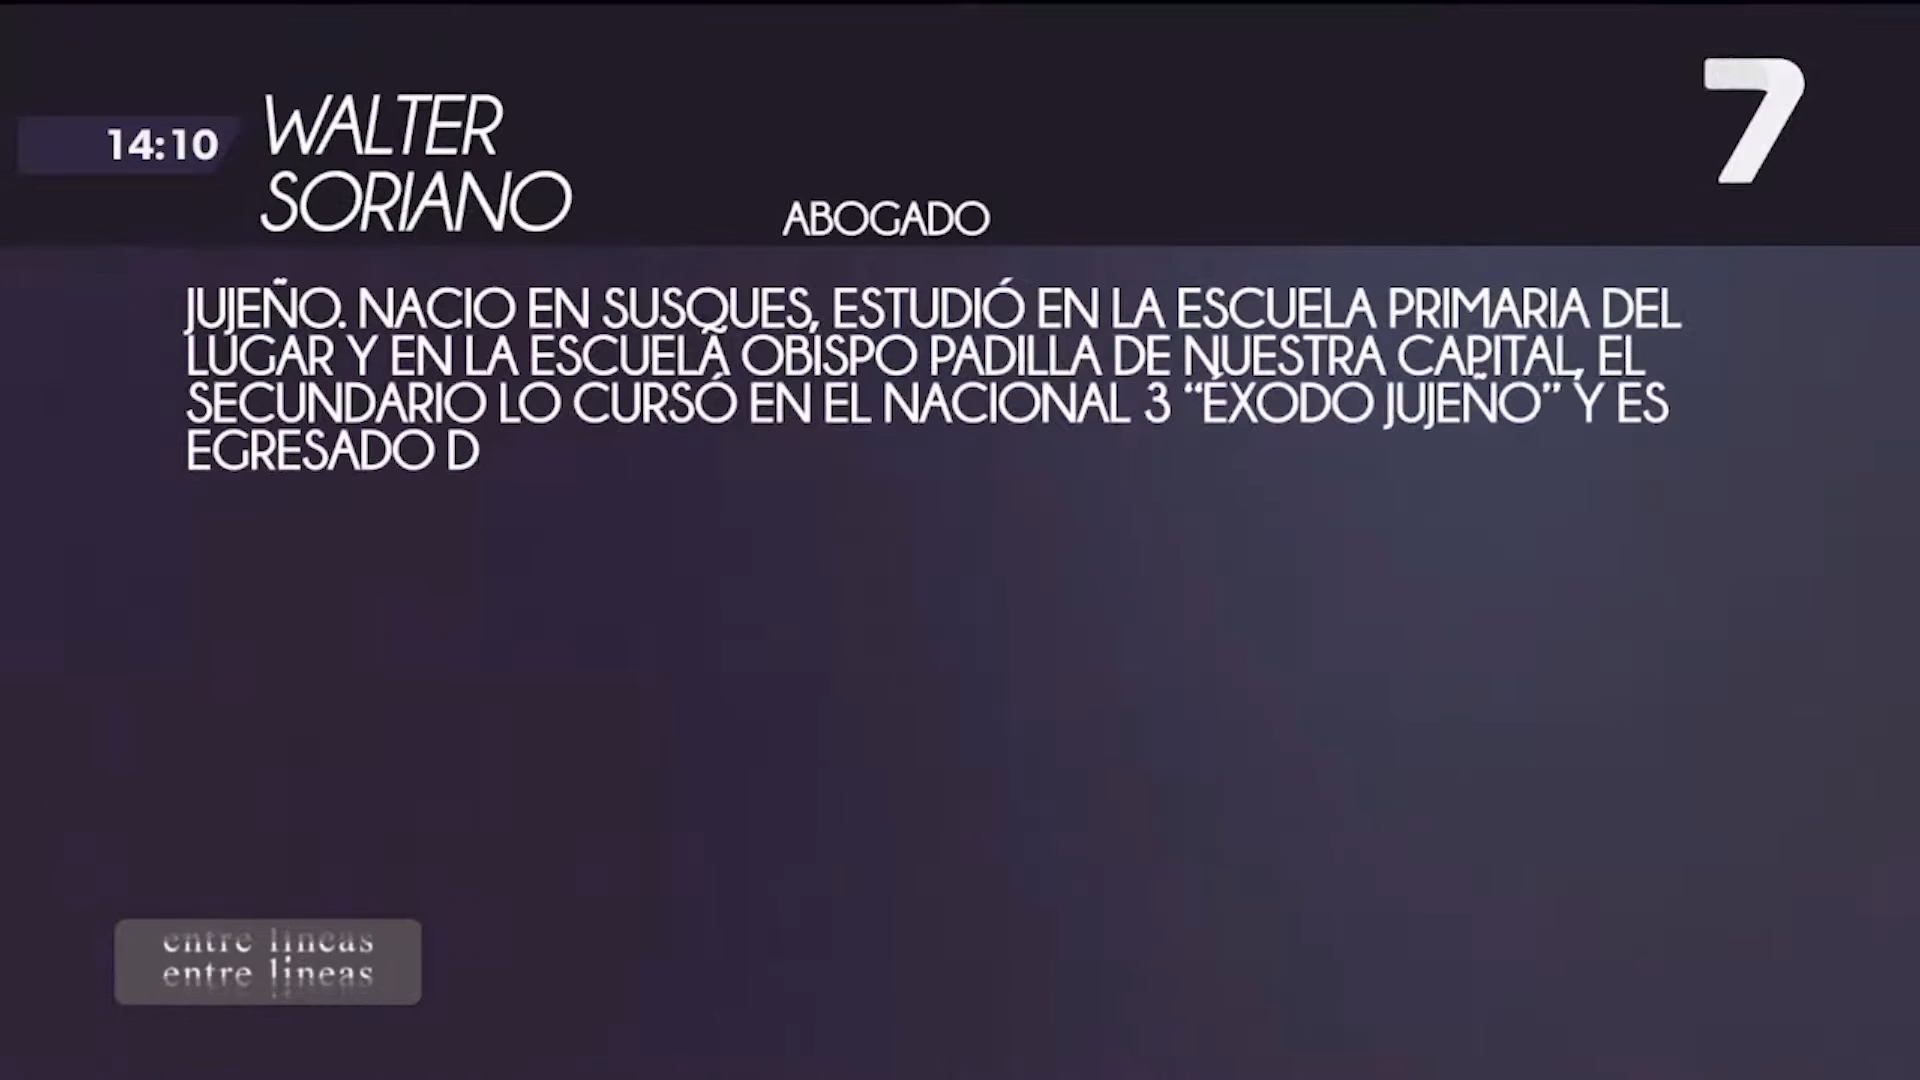 14:10
WALTER
SORIANO
ABOGADO
7
JUJEÑO. NACIO EN SUSQUES, ESTUDIÓ EN LA ESCUELA PRIMARIA DEL
LUGAR Y EN LA ESCUELA OBISPO PADILLA DE NUESTRA CAPITAL, EL
SECUNDARIO LO CURSÓ EN EL NACIONAL 3 “ÉXODO JUJEÑO” Y ES
EGRESADO D
entre lineas
entre lineas